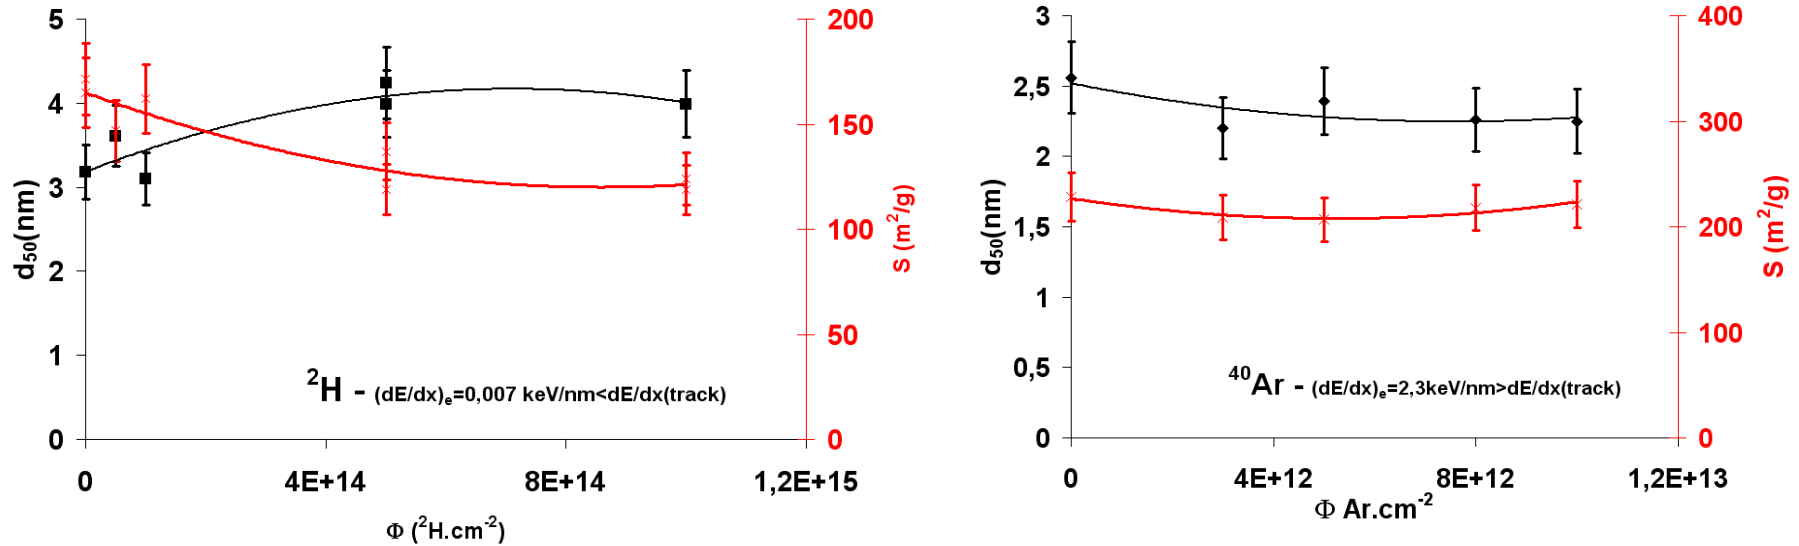 5
4
3
2
1
0
d50(nm)
200
150
100
50
0
S (m²/g)
²H - (dE/dx)e=0,007 keV/nm<dE/dx(track)
0 4E+14 8E+14 1,2E+15
Φ (²H.cm⁻²)
3
2,5
2
1,5
1
0,5
0
d50(nm)
400
300
200
100
0
S (m²/g)
⁴⁰Ar - (dE/dx)e=2,3keV/nm>dE/dx(track)
0 4E+12 8E+12 1,2E+13
Φ Ar.cm⁻²